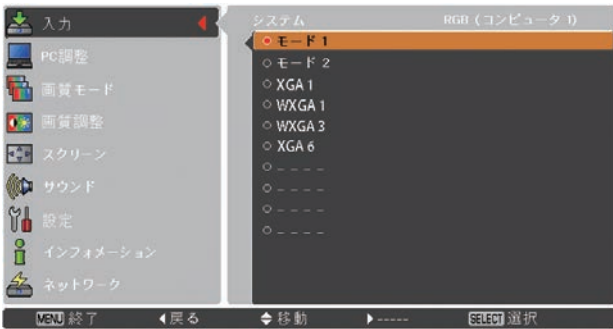 入力
PC調整
画質モード
画質調整
スクリーン
サウンド
設定
インフォメーション
ネットワーク
システム RGB（コンピュータ 1）
モード 1
モード 2
XGA 1
WXGA 1
WXGA 3
XGA 6
- - - -
- - - -
- - - -
- - - -
MENU 終了 戻る 移動 ----- SELECT 選択